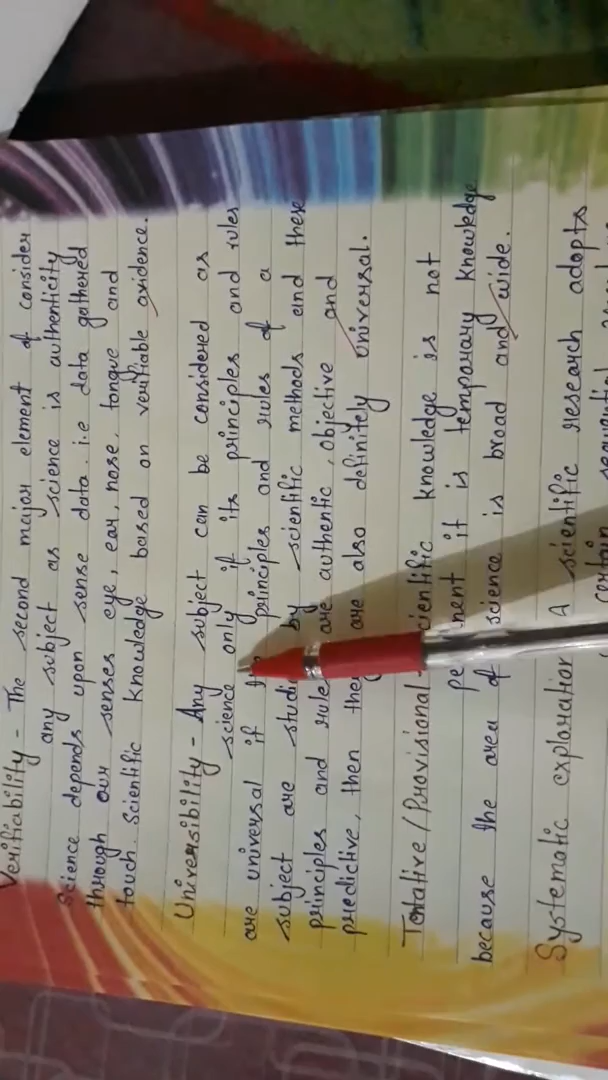 Verifiability - The second major element of consider
any subject as science is authenticity
Science depends upon sense data. i.e data gathered
through our senses eye, ear, nose, tongue and
touch. Scientific knowledge based on verifiable evidence.
Universibility - Any subject can be considered as
science only if its principles and rules
are universal if principles and rules of a
subject are by scientific methods and these
principles and rule are authentic, objective and
predictive, then are also definitely universal.
Tentative / Provisional - knowledge is not
it is temporary knowledge
because the area of science is broad and wide.
Systematic exploration A scientific research adopts
certain